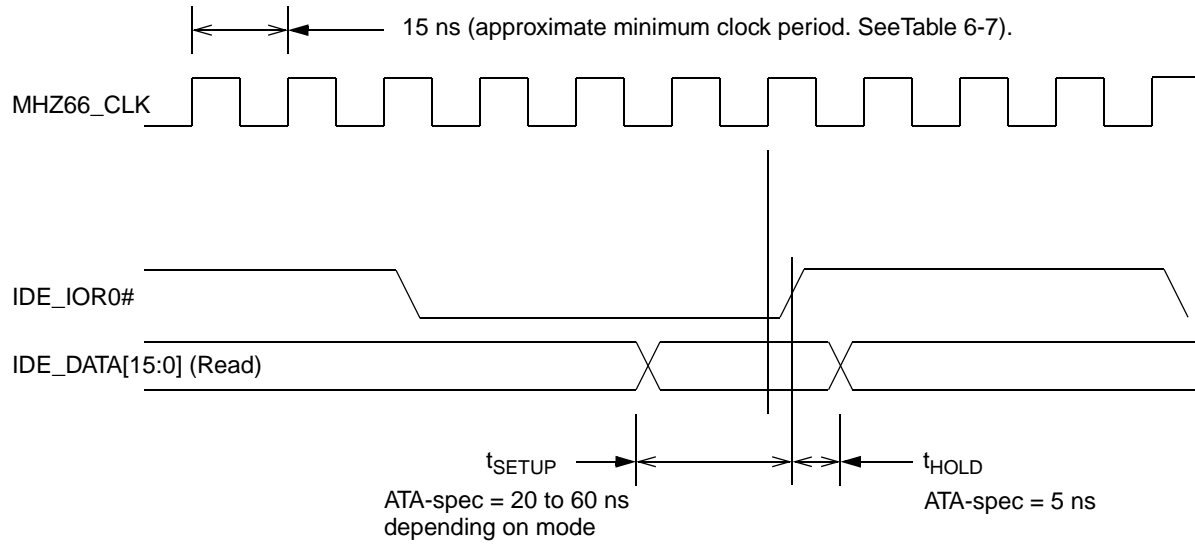 15 ns (approximate minimum clock period. SeeTable 6-7).
MHZ66_CLK
IDE_IOR0#
IDE_DATA[15:0] (Read)
tSETUP
ATA-spec = 20 to 60 ns
depending on mode
tHOLD
ATA-spec = 5 ns